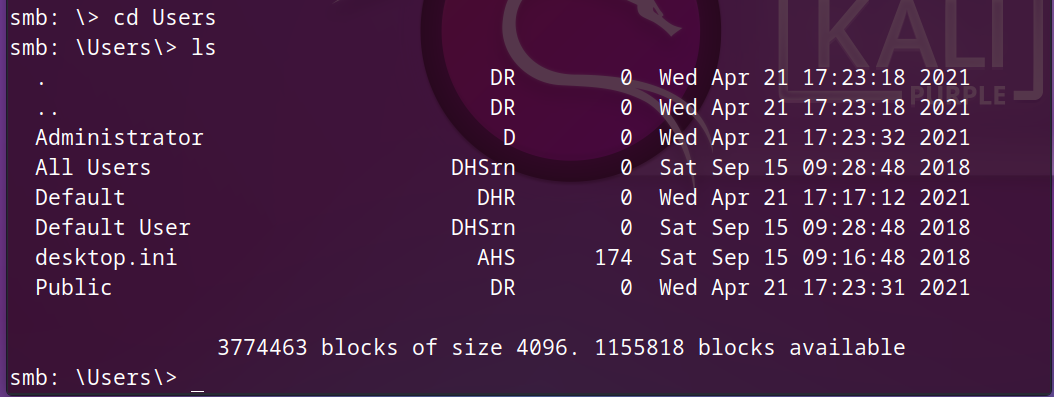 smb: \> cd Users
smb: \Users\> ls
  .                                  DR        0  Wed Apr 21 17:23:18 2021
  ..                                 DR        0  Wed Apr 21 17:23:18 2021
  Administrator                       D        0  Wed Apr 21 17:23:32 2021
  All Users                       DHSrn        0  Sat Sep 15 09:28:48 2018
  Default                           DHR        0  Wed Apr 21 17:17:12 2021
  Default User                    DHSrn        0  Sat Sep 15 09:28:48 2018
  desktop.ini                       AHS      174  Sat Sep 15 09:16:48 2018
  Public                             DR        0  Wed Apr 21 17:23:31 2021

                3774463 blocks of size 4096. 1155818 blocks available
smb: \Users\> _
KALI
PURPLE